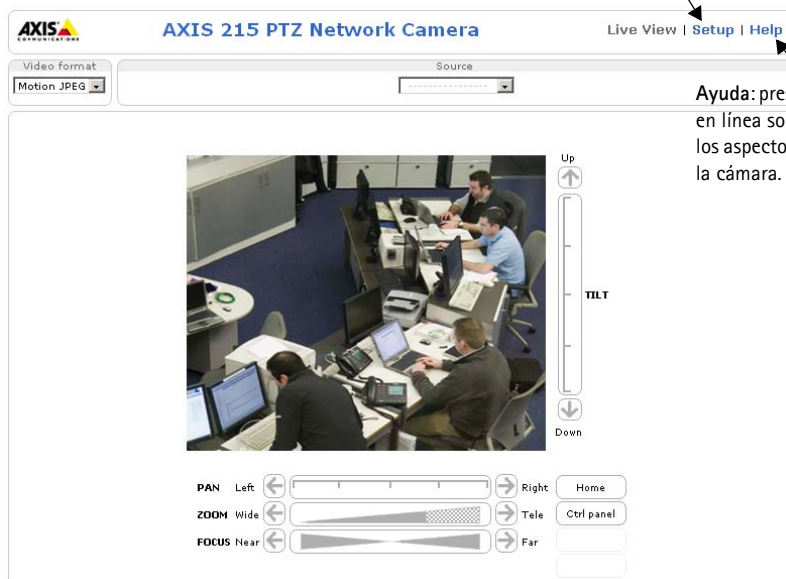 AXIS
COMMUNICATIONS
AXIS 215 PTZ Network Camera
Live View | Setup | Help
Video format
Source
Motion JPEG
Ayuda: pres
en línea so
los aspecto
la cámara.
Up
TILT
Down
PAN Left Right Home
ZOOM Wide Tele Ctrl panel
FOCUS Near Far